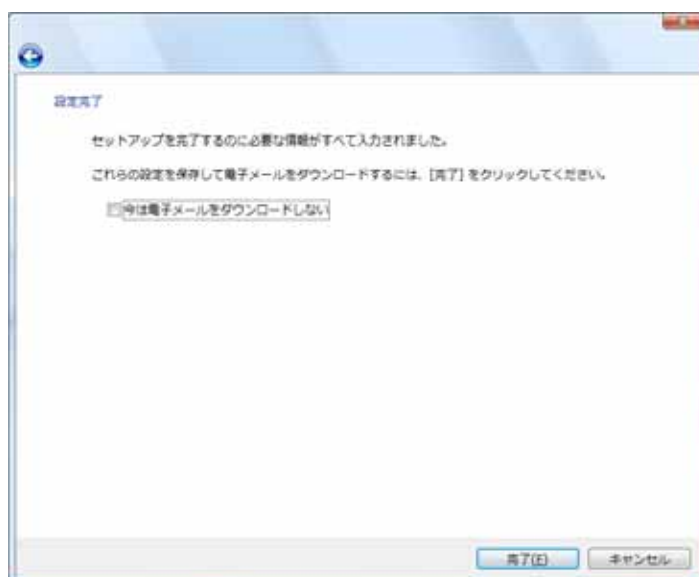 設定完了
セットアップを完了するのに必要な情報がすべて入力されました。
これらの設定を保存して電子メールをダウンロードするには、[完了] をクリックしてください。
今は電子メールをダウンロードしない
完了(F)
キャンセル